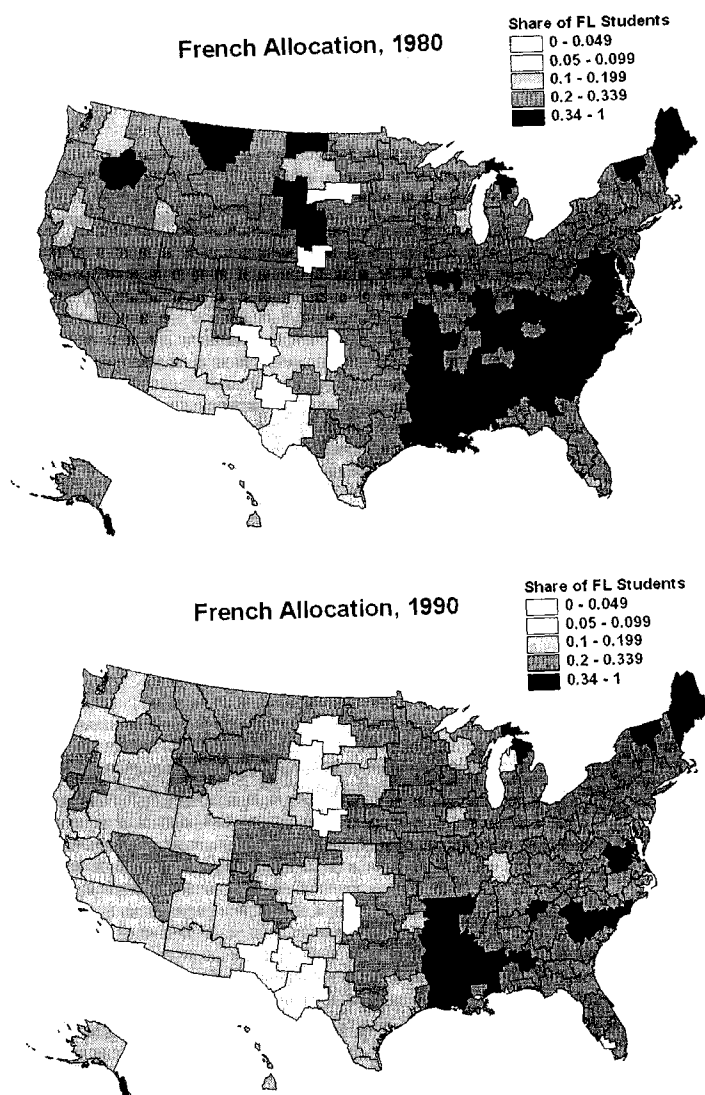 French Allocation, 1980
Share of FL Students
0 - 0.049
0.05 - 0.099
0.1 - 0.199
0.2 - 0.339
0.34 - 1
French Allocation, 1990
Share of FL Students
0 - 0.049
0.05 - 0.099
0.1 - 0.199
0.2 - 0.339
0.34 - 1